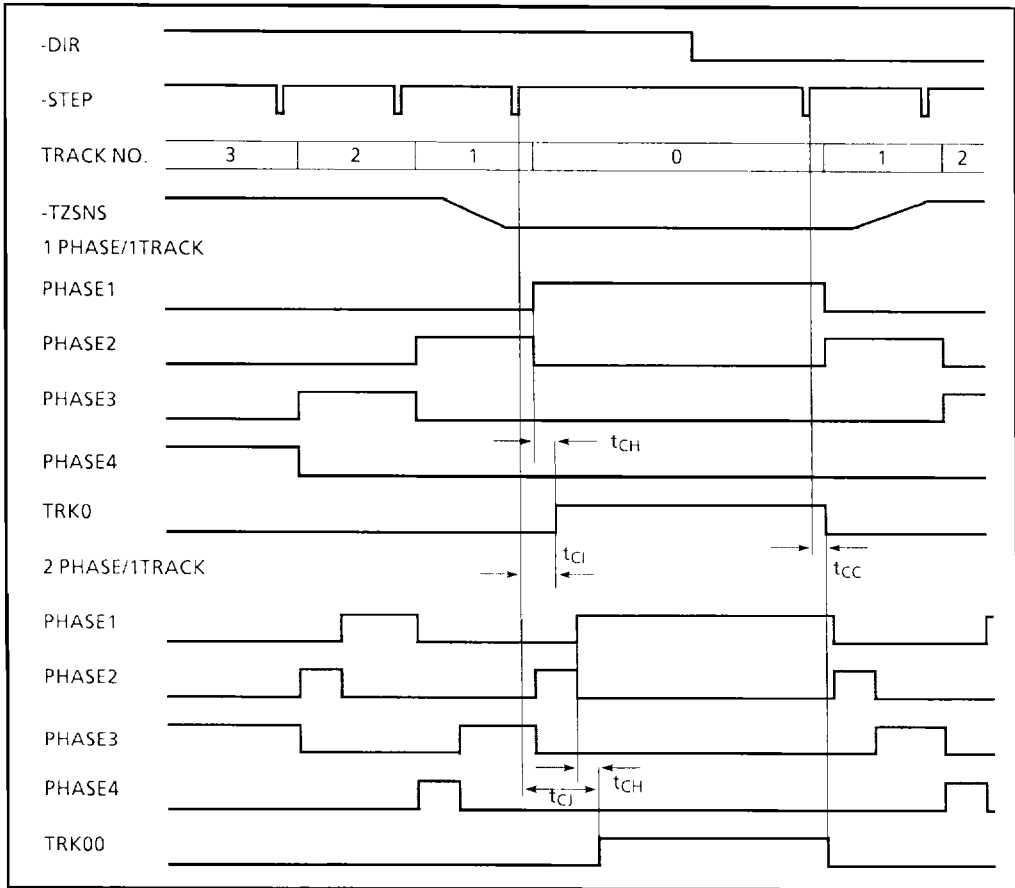 -DIR
-STEP
TRACK NO. 3 2 1 0 1 2
-TZSNS
1 PHASE/1TRACK
PHASE1
PHASE2
PHASE3
tCH
PHASE4
TRK0
tCI
2 PHASE/1TRACK
tCC
PHASE1
PHASE2
PHASE3
PHASE4
tCJ tCH
TRK00